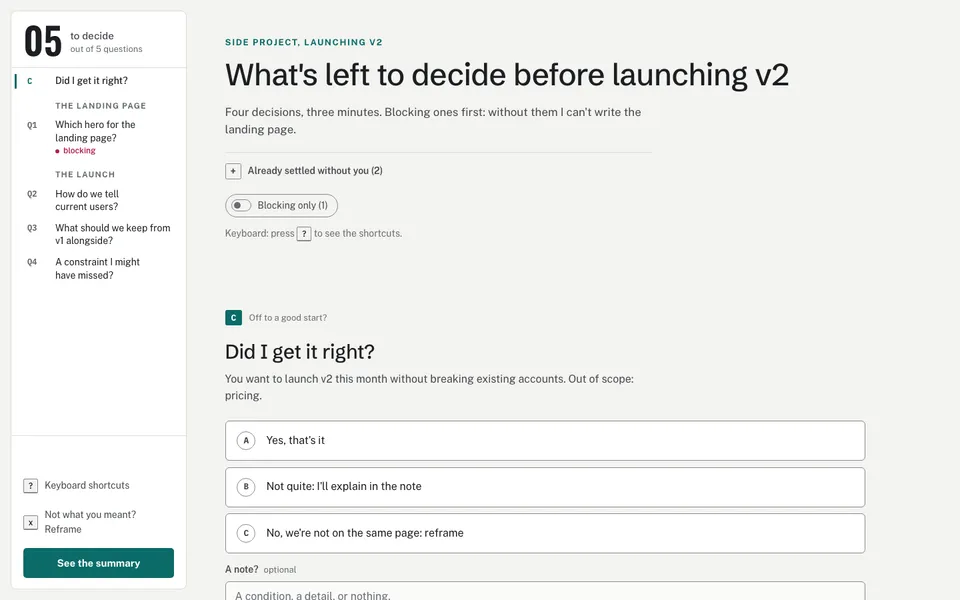 05
to decide
out of 5 questions
C
Did I get it right?
THE LANDING PAGE
Q1
Which hero for the
landing page?
blocking
THE LAUNCH
Q2
How do we tell
current users?
Q3
What should we keep from
v1 alongside?
Q4
A constraint I might
have missed?
? Keyboard shortcuts
x
Not what you meant?
Reframe
See the summary
SIDE PROJECT, LAUNCHING V2
What's left to decide before launching v2
Four decisions, three minutes. Blocking ones first: without them I can't write the
landing page.
+ Already settled without you (2)
Blocking only (1)
Keyboard: press ? to see the shortcuts.
C Off to a good start?
Did I get it right?
You want to launch v2 this month without breaking existing accounts. Out of scope:
pricing.
A Yes, that's it
B Not quite: I'll explain in the note
C No, we're not on the same page: reframe
A note? optional
A condition, a detail, or nothing.